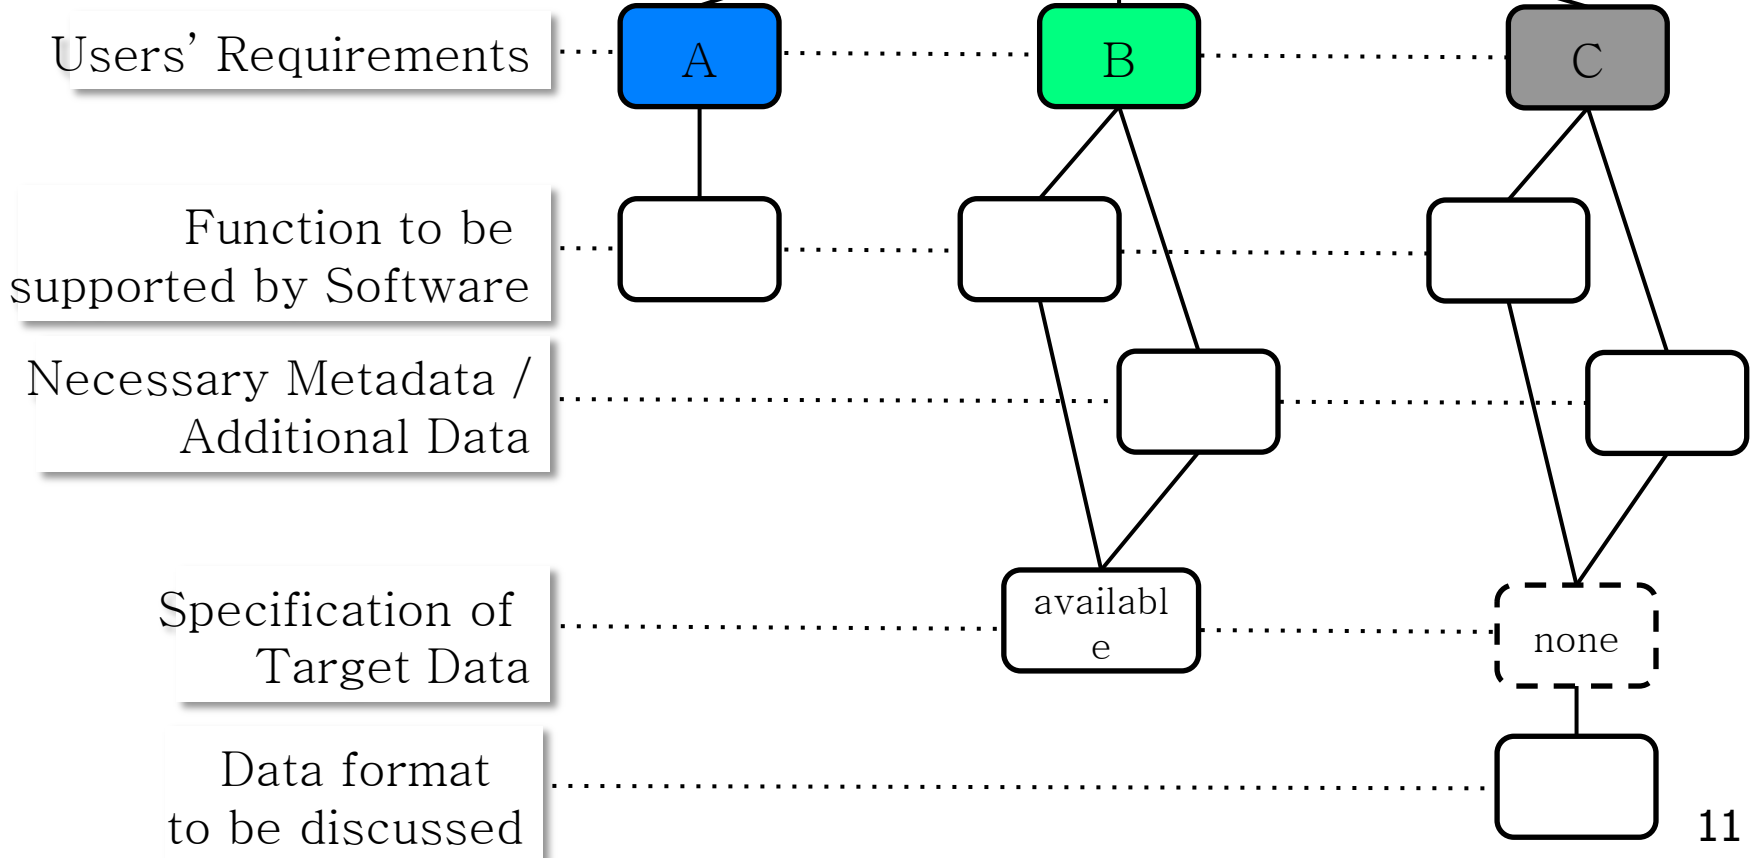 Users’ Requirements
A
B
C
Function to be
supported by Software
Necessary Metadata /
Additional Data
Specification of
Target Data
availabl
e
none
Data format
to be discussed
11